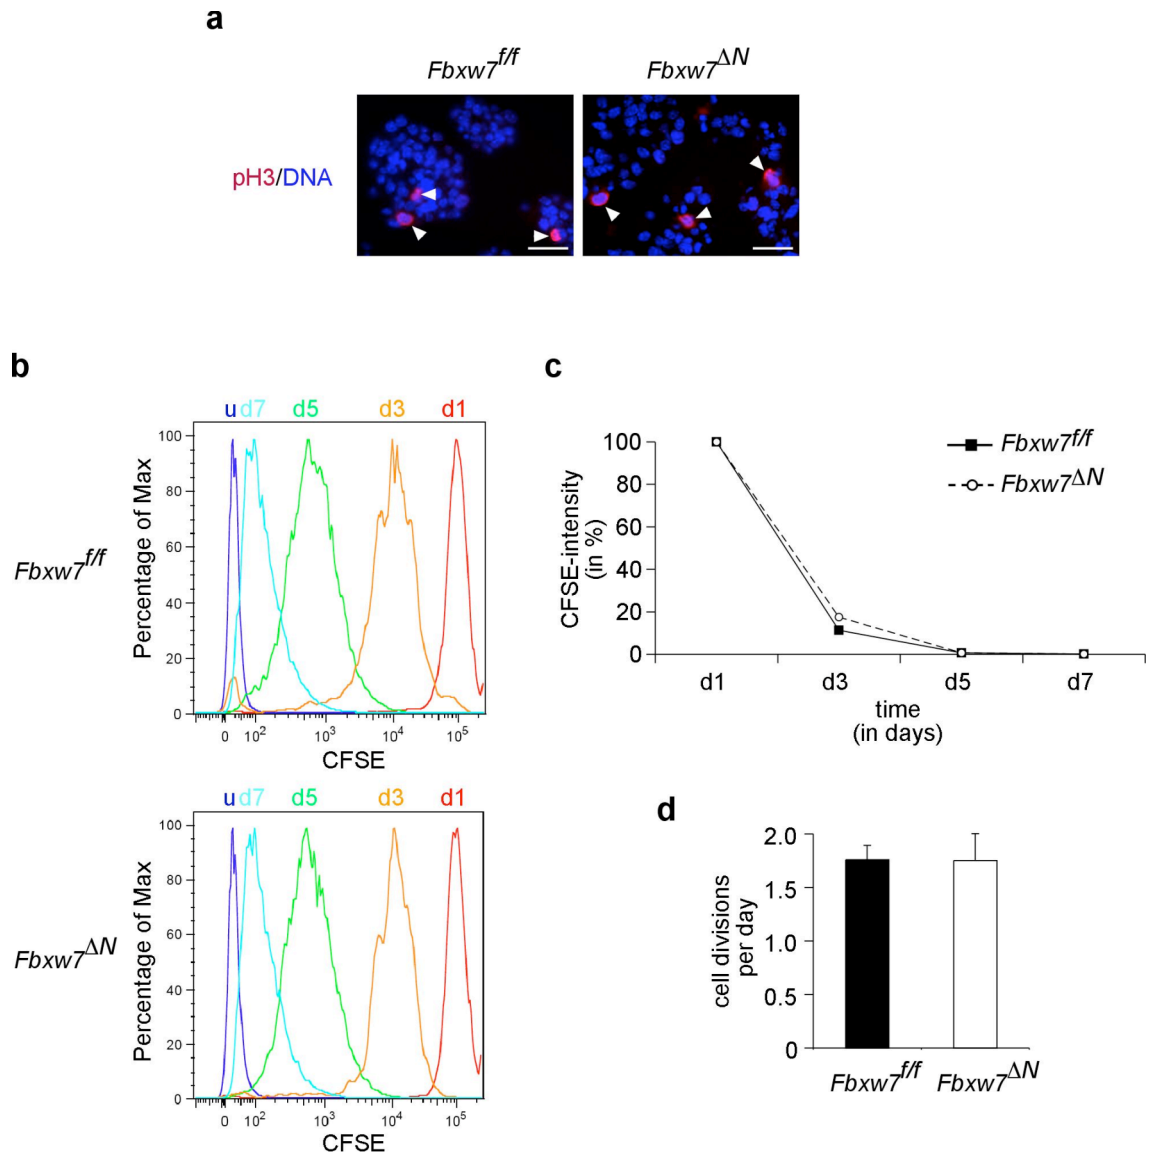 a
Fbxw7f/f Fbxw7ΔN
pH3/DNA
b
u d7 d5 d3 d1
100
80
60
40
20
0
Percentage of Max
Fbxw7f/f
0 10² 10³ 10⁴ 10⁵
CFSE
u d7 d5 d3 d1
100
80
60
40
20
0
Percentage of Max
Fbxw7ΔN
0 10² 10³ 10⁴ 10⁵
CFSE
c
100
80
60
40
20
0
CFSE-intensity
(in %)
Fbxw7f/f
Fbxw7ΔN
d1 d3 d5 d7
time
(in days)
d
2.0
1.5
1.0
0.5
0
cell divisions
per day
Fbxw7f/f Fbxw7ΔN